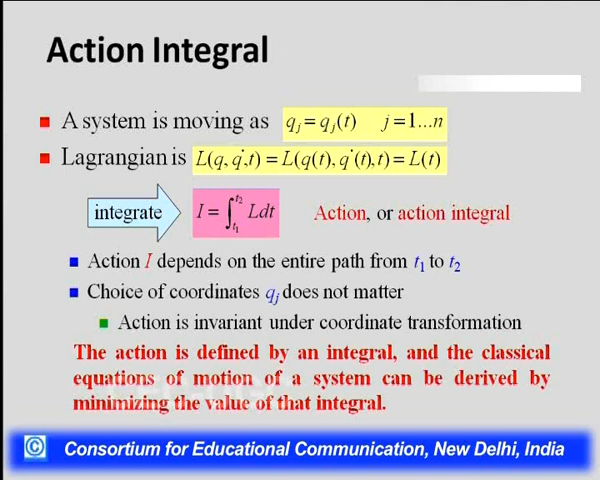 Action Integral
A system is moving as q_j = q_j(t) j = 1...n
Lagrangian is L(q, q̇, t) = L(q(t), q̇(t), t) = L(t)
integrate I = ∫_{t_1}^{t_2} Ldt Action, or action integral
Action I depends on the entire path from t_1 to t_2
Choice of coordinates q_j does not matter
Action is invariant under coordinate transformation
The action is defined by an integral, and the classical
equations of motion of a system can be derived by
minimizing the value of that integral.
© Consortium for Educational Communication, New Delhi, India